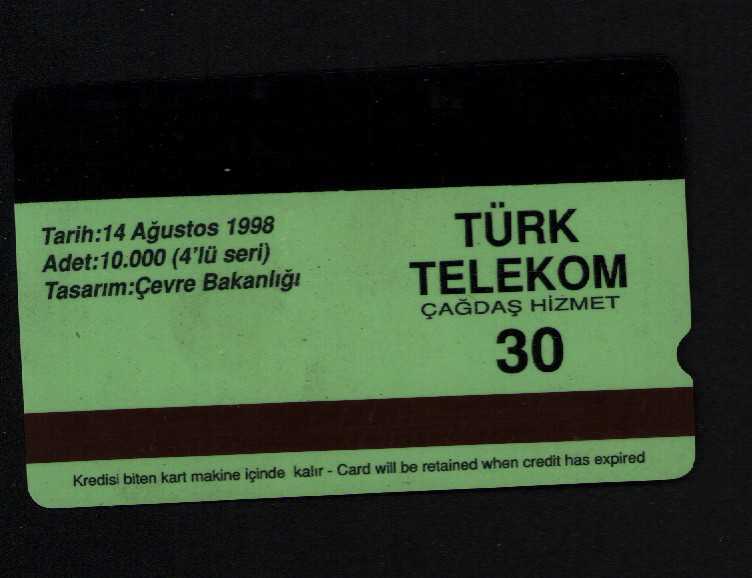 Tarih:14 Ağustos 1998
Adet:10.000 (4'lü seri)
Tasarım:Çevre Bakanlığı
TÜRK
TELEKOM
ÇAĞDAŞ HİZMET
30
Kredisi biten kart makine içinde kalır - Card will be retained when credit has expired